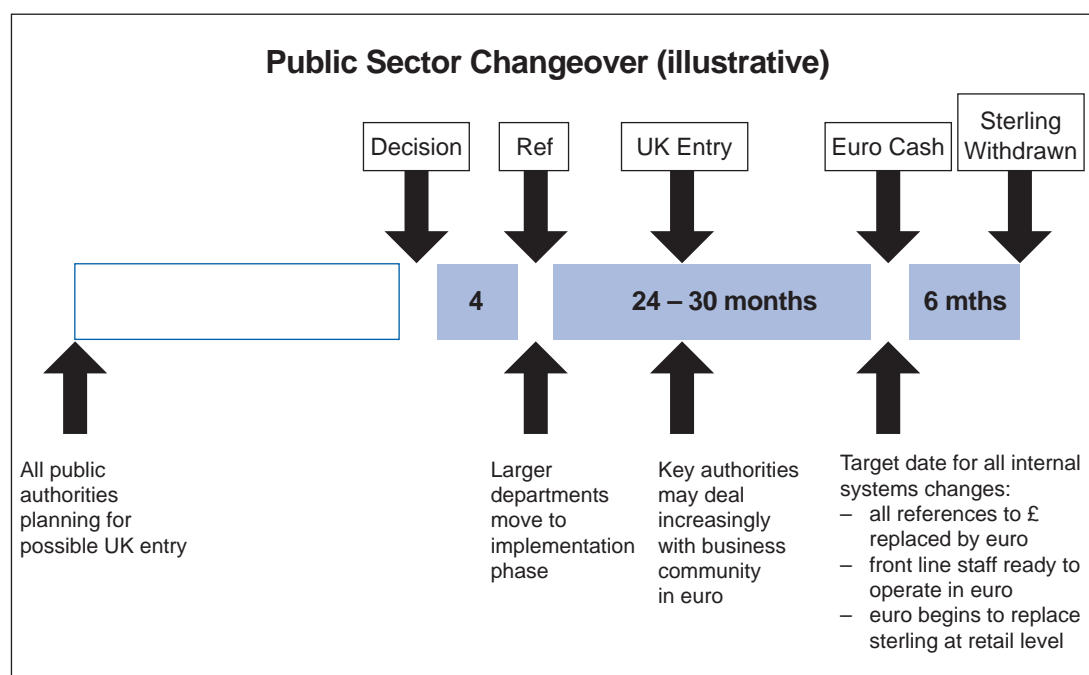 Public Sector Changeover (illustrative)
Decision
Ref
UK Entry
Euro Cash
Sterling
Withdrawn
4
24 – 30 months
6 mths
All public
authorities
planning for
possible UK entry
Larger
departments
move to
implementation
phase
Key authorities
may deal
increasingly
with business
community
in euro
Target date for all internal
systems changes:
– all references to £
replaced by euro
– front line staff ready to
operate in euro
– euro begins to replace
sterling at retail level